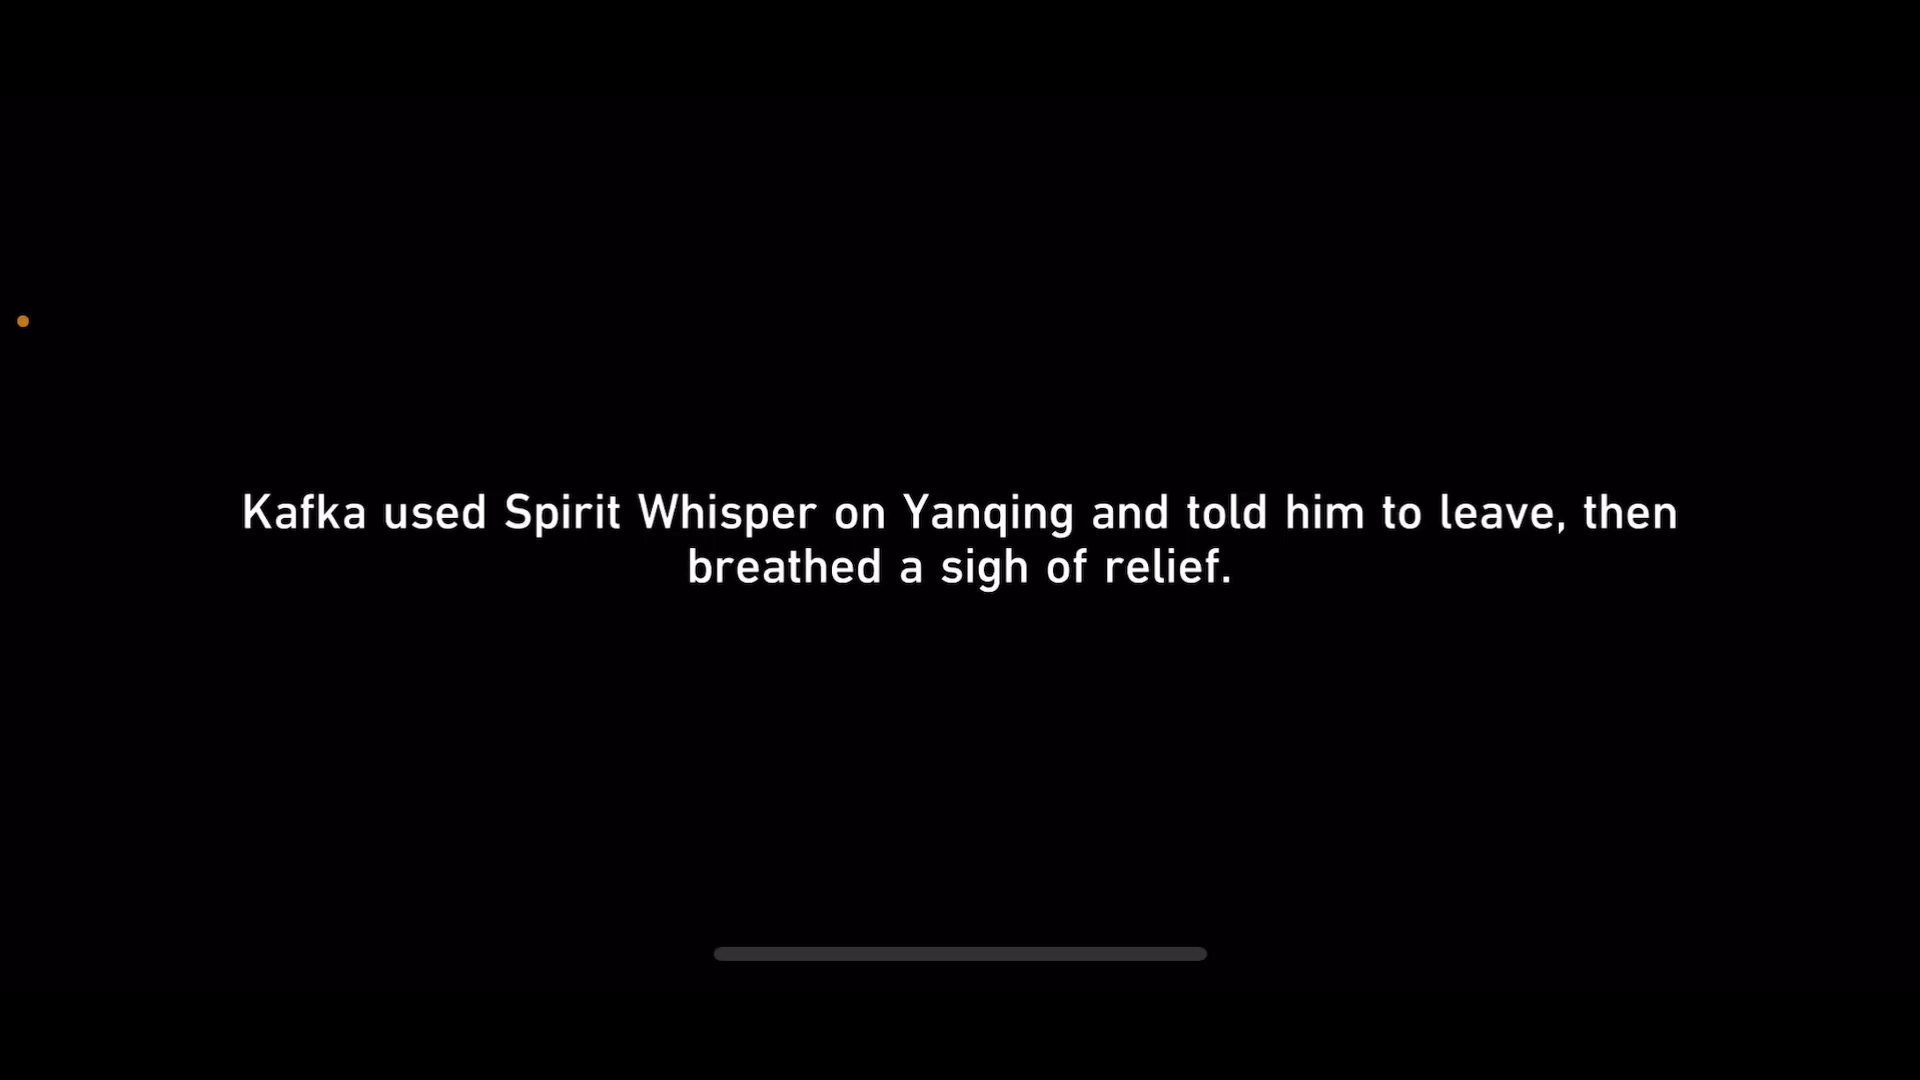 Kafka used Spirit Whisper on Yanqing and told him to leave, then
breathed a sigh of relief.